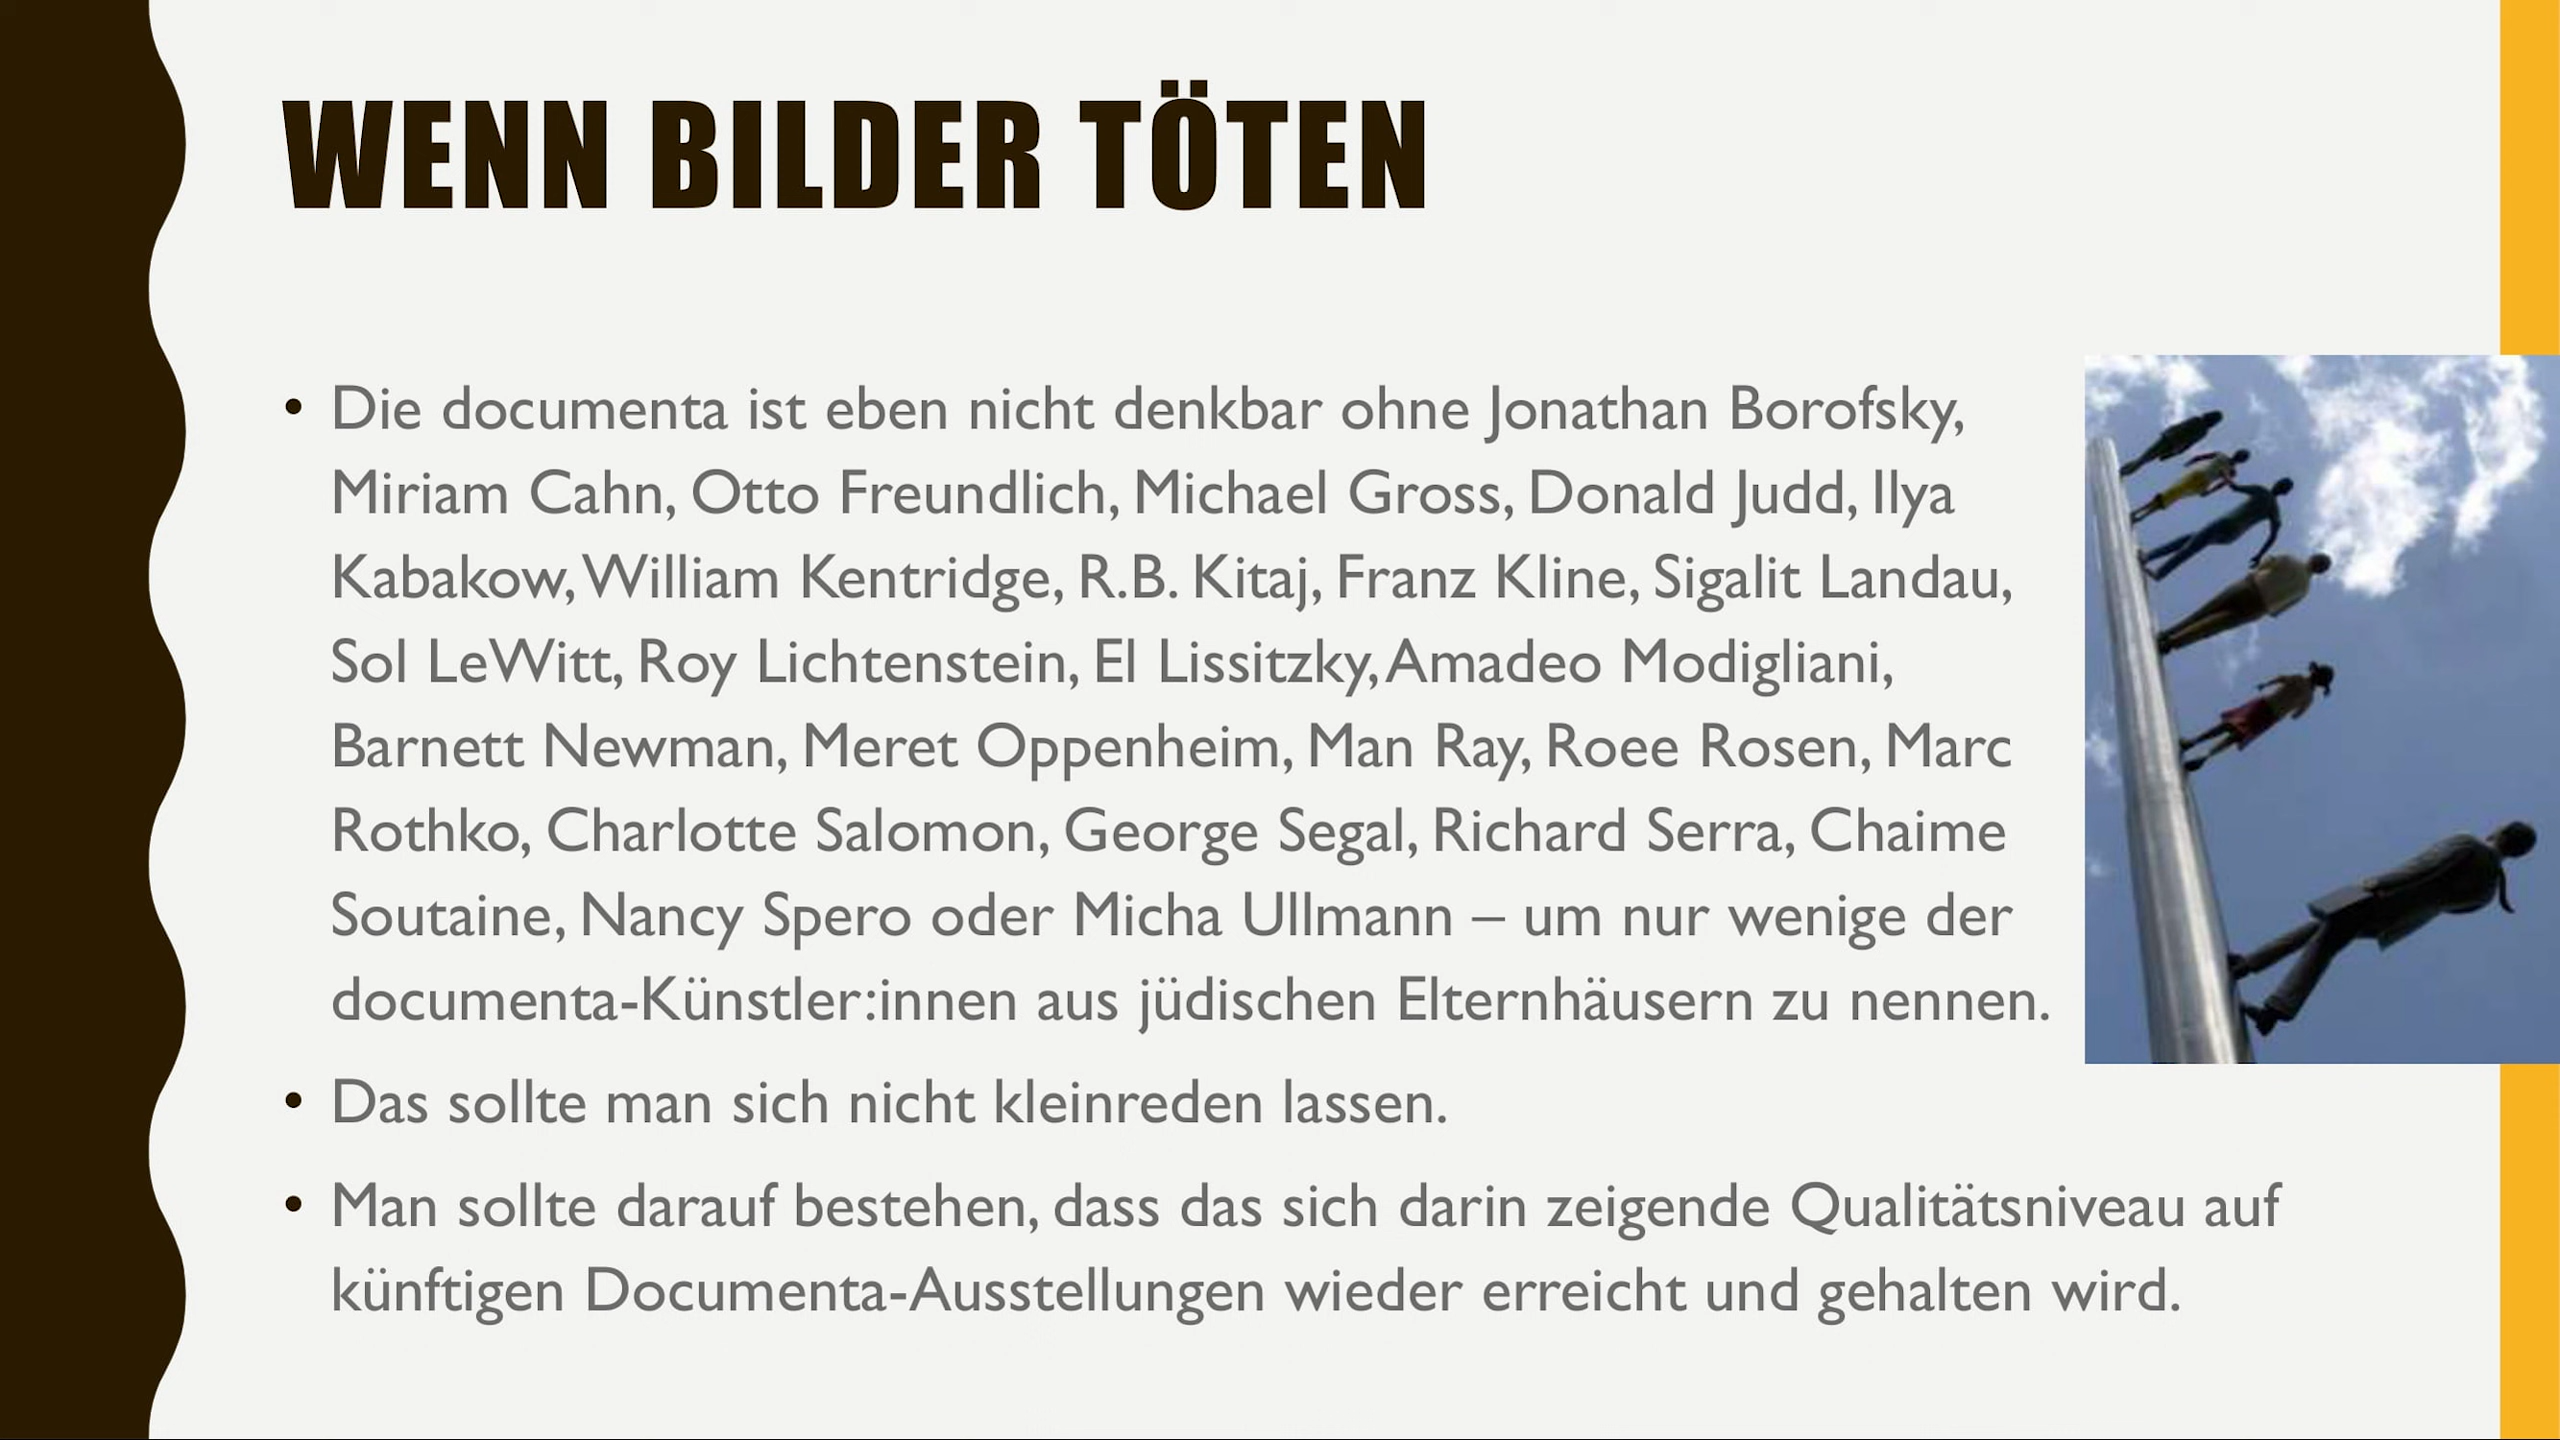 WENN BILDER TÖTEN
• Die documenta ist eben nicht denkbar ohne Jonathan Borofsky,
Miriam Cahn, Otto Freundlich, Michael Gross, Donald Judd, Ilya
Kabakow, William Kentridge, R.B. Kitaj, Franz Kline, Sigalit Landau,
Sol LeWitt, Roy Lichtenstein, El Lissitzky, Amadeo Modigliani,
Barnett Newman, Meret Oppenheim, Man Ray, Roee Rosen, Marc
Rothko, Charlotte Salomon, George Segal, Richard Serra, Chaime
Soutaine, Nancy Spero oder Micha Ullmann – um nur wenige der
documenta-Künstler:innen aus jüdischen Elternhäusern zu nennen.
• Das sollte man sich nicht kleinreden lassen.
• Man sollte darauf bestehen, dass das sich darin zeigende Qualitätsniveau auf
künftigen Documenta-Ausstellungen wieder erreicht und gehalten wird.